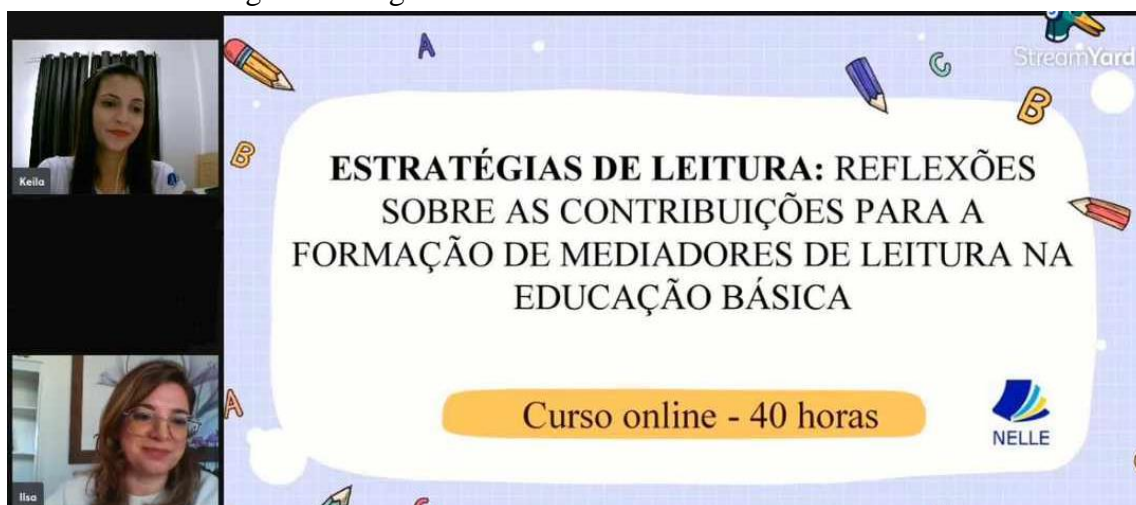 StreamYard
Keila
ESTRATÉGIAS DE LEITURA: REFLEXÕES
SOBRE AS CONTRIBUIÇÕES PARA A
FORMAÇÃO DE MEDIADORES DE LEITURA NA
EDUCAÇÃO BÁSICA
Curso online - 40 horas
NELLE
Ilsa